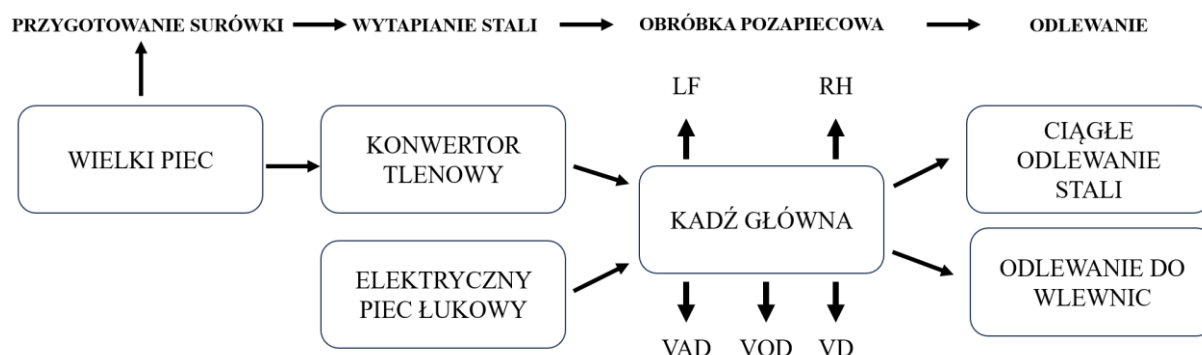 PRZYGOTOWANIE SURÓWKI
WYTAPIANIE STALI
OBRÓBKA POZAPIECOWA
ODLEWANIE
LF
RH
WIELKI PIEC
KONWERTOR
TLENOWY
KADŹ GŁÓWNA
CIĄGŁE
ODLEWANIE
STALI
ELEKTRYCZNY
PIEC ŁUKOWY
ODLEWANIE DO
WLEWNIC
VAD
VOD
VD